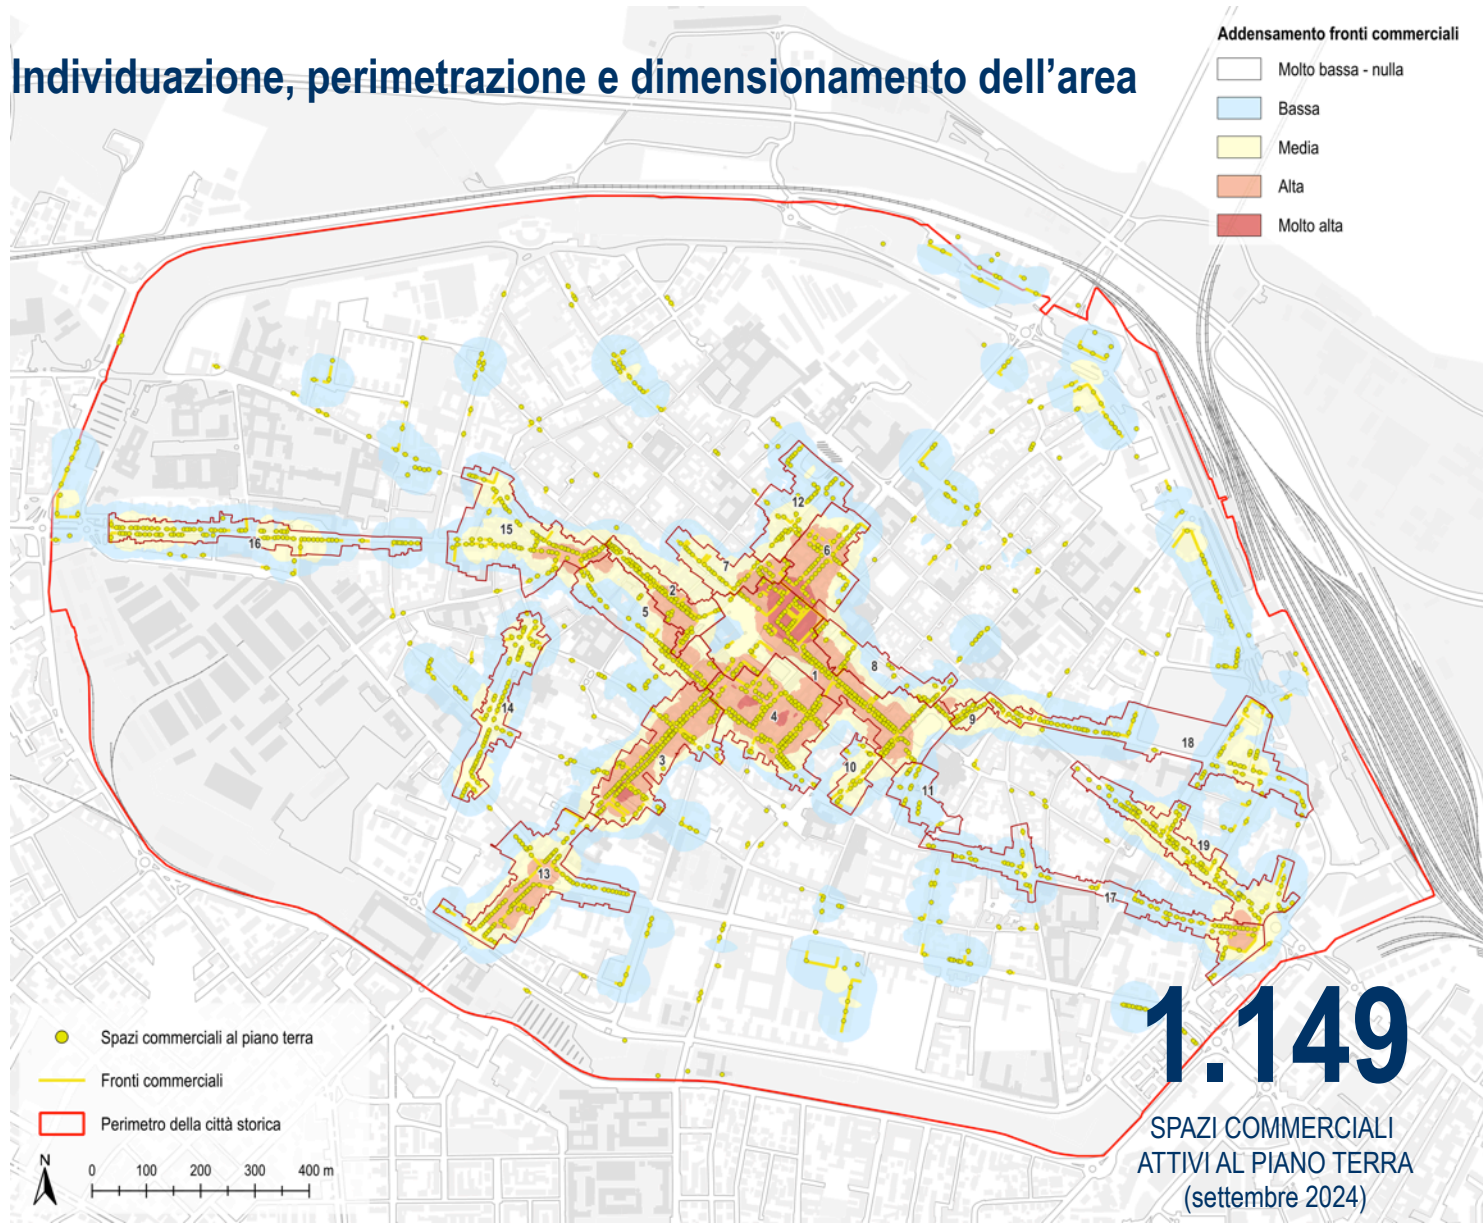 Individuazione, perimetrazione e dimensionamento dell'area
Addensamento fronti commerciali
Molto bassa - nulla
Bassa
Media
Alta
Molto alta
12
15
6
16
7
2
5
8
1
14
4
9
18
3
10
11
19
13
17
Spazi commerciali al piano terra
Fronti commerciali
Perimetro della città storica
N
0 100 200 300 400 m
1.149
SPAZI COMMERCIALI
ATTIVI AL PIANO TERRA
(settembre 2024)